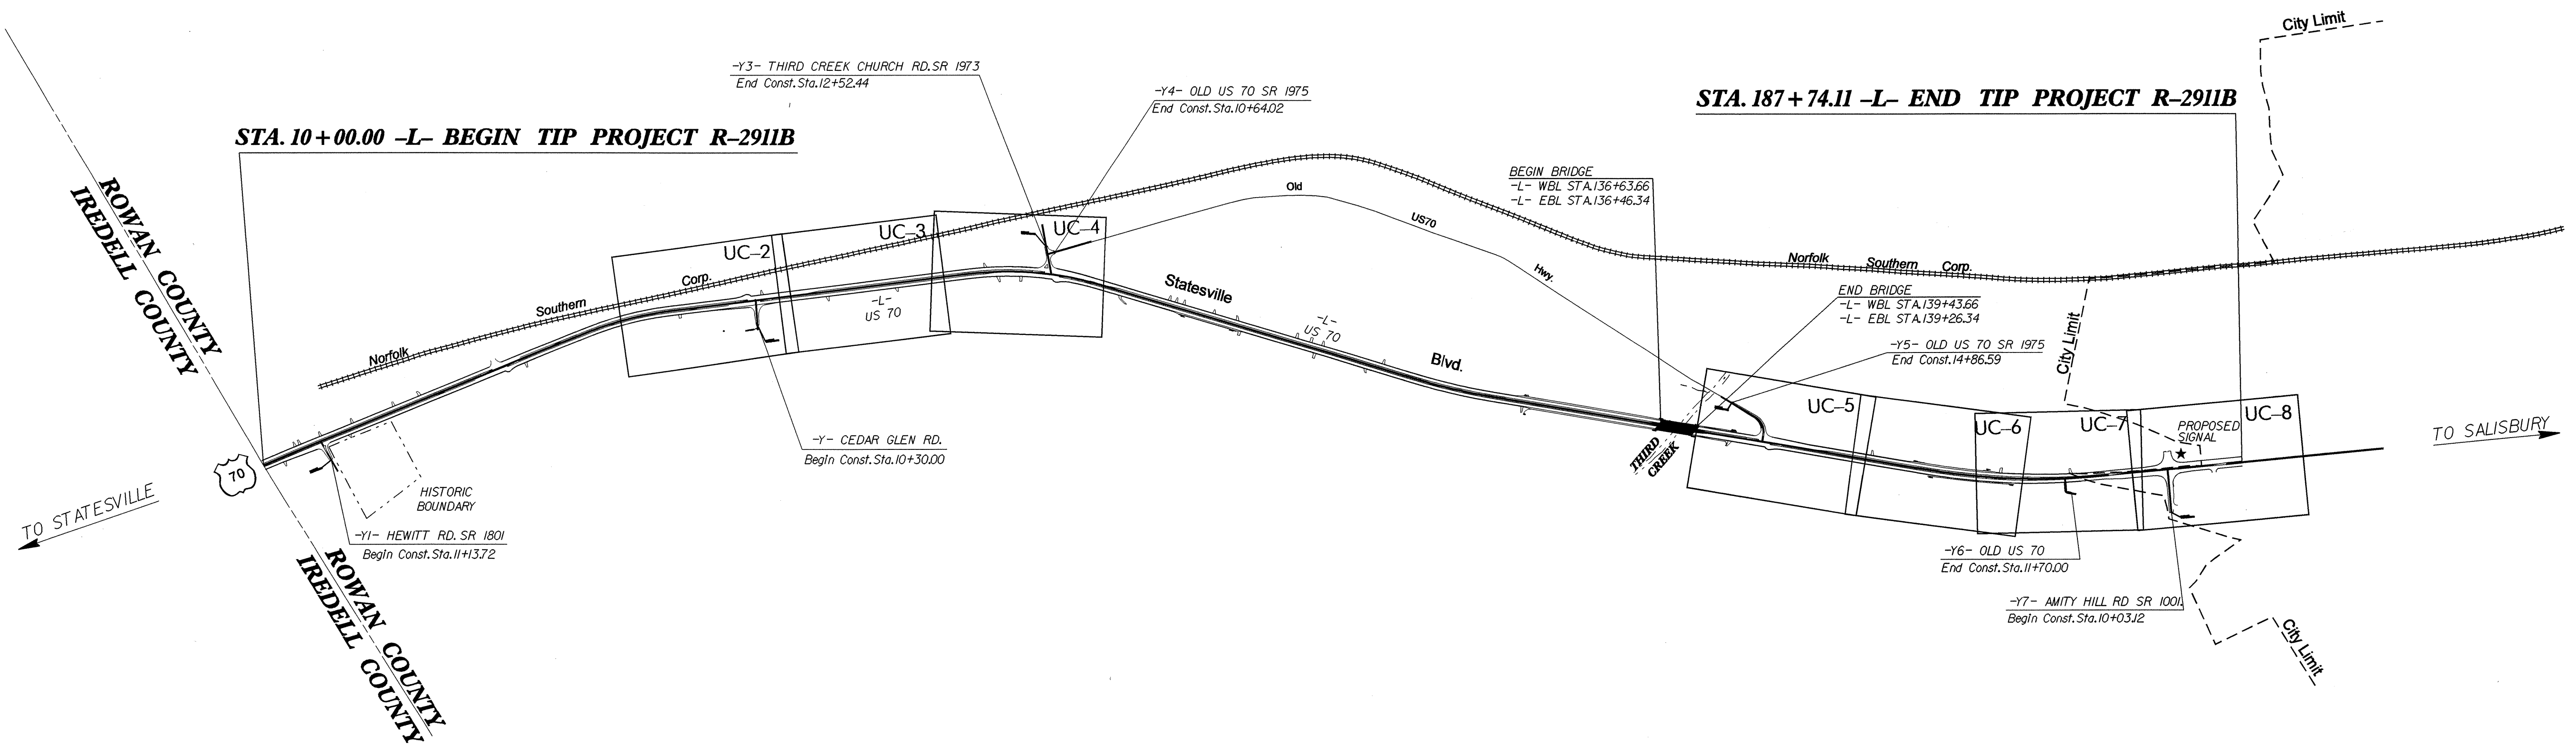 City Limit
-Y3- THIRD CREEK CHURCH RD. SR 1973
End Const. Sta. 12+52.44
-Y4- OLD US 70 SR 1975
End Const. Sta. 10+64.02
STA. 187+74.11 –L– END TIP PROJECT R–2911B
STA. 10+00.00 –L– BEGIN TIP PROJECT R–2911B
BEGIN BRIDGE
-L- WBL STA. 136+63.66
-L- EBL STA. 136+46.34
ROWAN COUNTY
IREDELL COUNTY
Old
US70
Hwy.
UC–2
UC–3
UC–4
Norfolk
Southern
Corp.
Norfolk Southern Corp.
-L-
US 70
Statesville
-L-
US 70
Blvd.
END BRIDGE
-L- WBL STA. 139+43.66
-L- EBL STA. 139+26.34
-Y5- OLD US 70 SR 1975
End Const. 14+86.59
City Limit
UC–5
UC–6
UC–7
UC–8
PROPOSED
SIGNAL
TO SALISBURY
THIRD
CREEK
-Y- CEDAR GLEN RD.
Begin Const. Sta. 10+30.00
70
TO STATESVILLE
HISTORIC
BOUNDARY
-Y1- HEWITT RD. SR 1801
Begin Const. Sta. 11+13.72
-Y6- OLD US 70
End Const. Sta. 11+70.00
-Y7- AMITY HILL RD SR 1001.
Begin Const. Sta. 10+03.12
ROWAN COUNTY
IREDELL COUNTY
City Limit